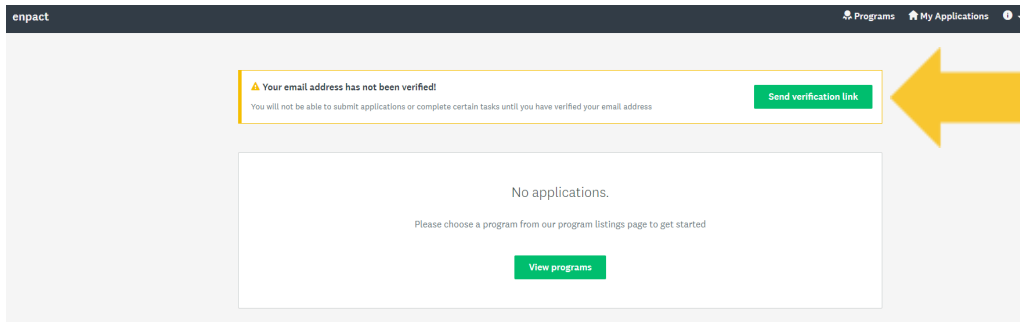 enpact
Programs My Applications
Your email address has not been verified!
You will not be able to submit applications or complete certain tasks until you have verified your email address
Send verification link
No applications.
Please choose a program from our program listings page to get started
View programs